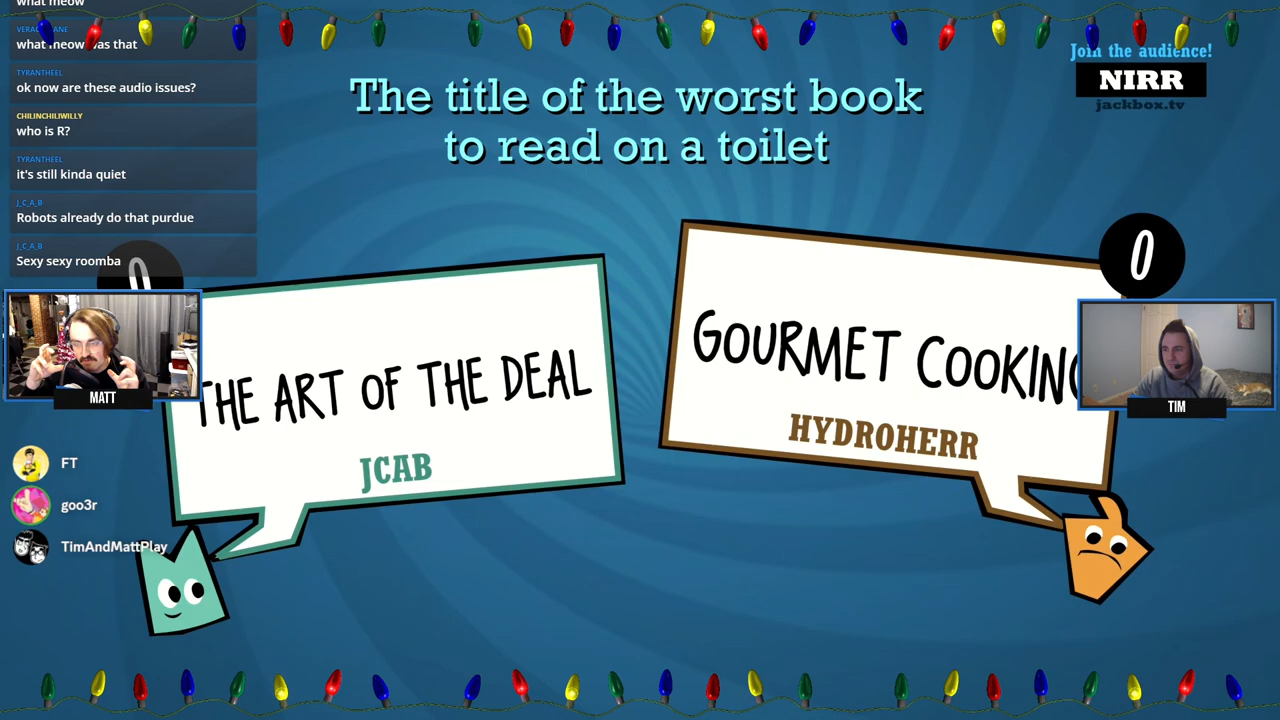 what meow
what meow was that
TYRANTHEEL
ok now are these audio issues?
CHILINCHILIWILLY
who is R?
TYRANTHEEL
it's still kinda quiet
J_C_A_B
Robots already do that purdue
J_C_A_B
Sexy sexy roomba
The title of the worst book
to read on a toilet
Join the audience!
NIRR
jackbox.tv
0
0
THE ART OF THE DEAL
JCAB
GOURMET COOKING
HYDROHERR
MATT
TIM
FT
goo3r
TimAndMattPlay